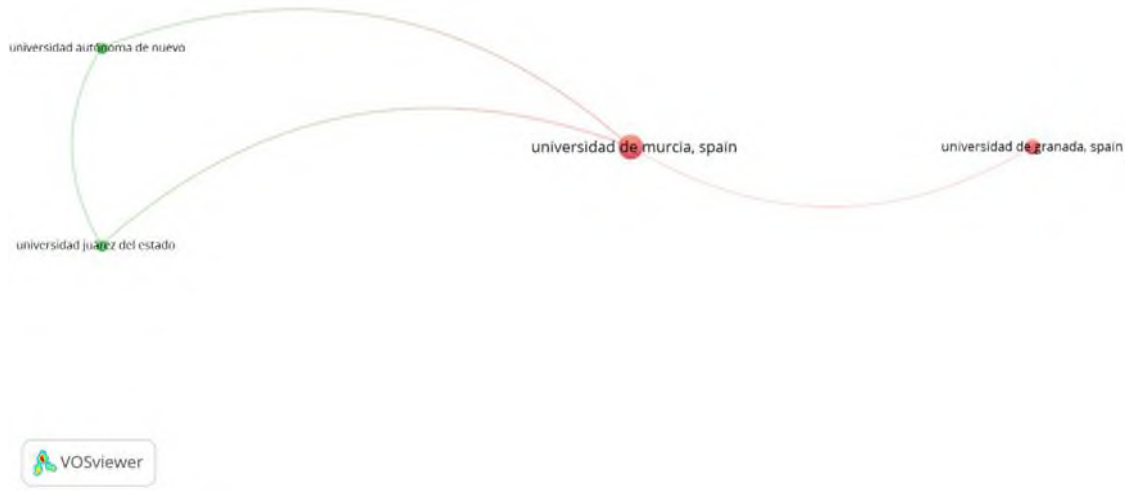 universidad autónoma de nuevo
universidad de murcia, spain
universidad de granada, spain
universidad juárez del estado
VOSviewer